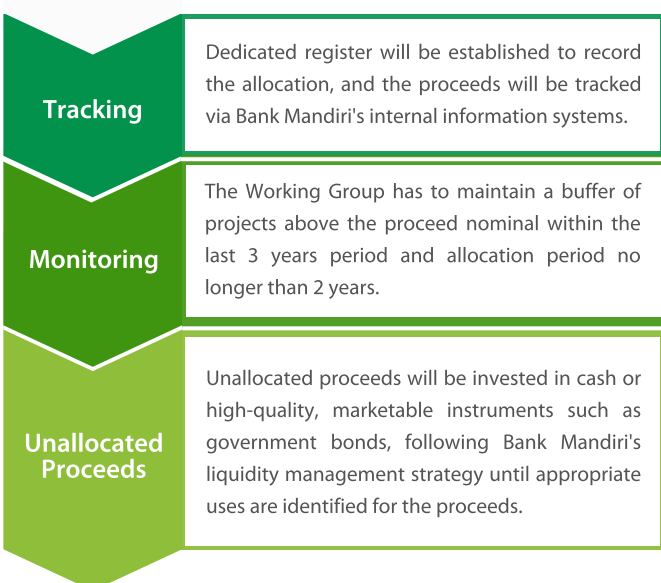 Tracking
Dedicated register will be established to record
the allocation, and the proceeds will be tracked
via Bank Mandiri's internal information systems.
Monitoring
The Working Group has to maintain a buffer of
projects above the proceed nominal within the
last 3 years period and allocation period no
longer than 2 years.
Unallocated
Proceeds
Unallocated proceeds will be invested in cash or
high-quality, marketable instruments such as
government bonds, following Bank Mandiri's
liquidity management strategy until appropriate
uses are identified for the proceeds.